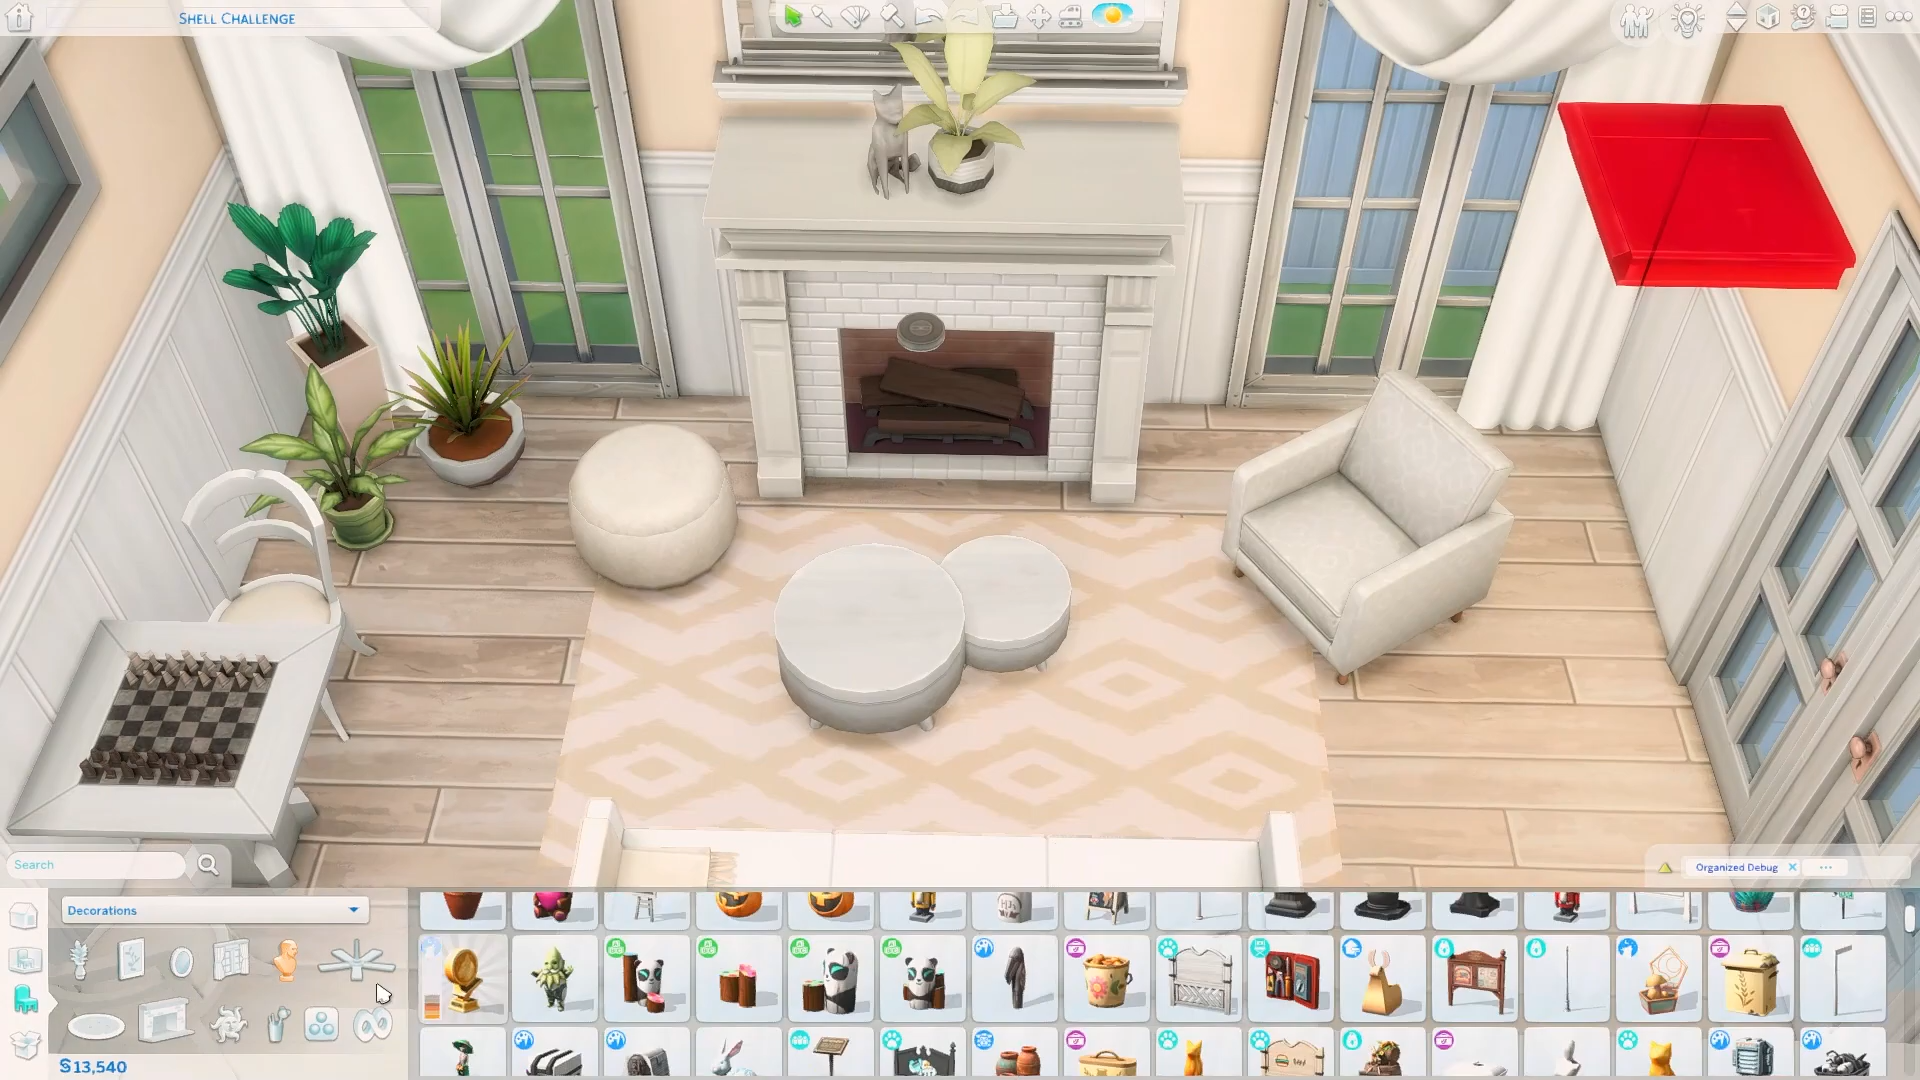 SHELL CHALLENGE
Search
Organized Debug
Decorations
§13,540